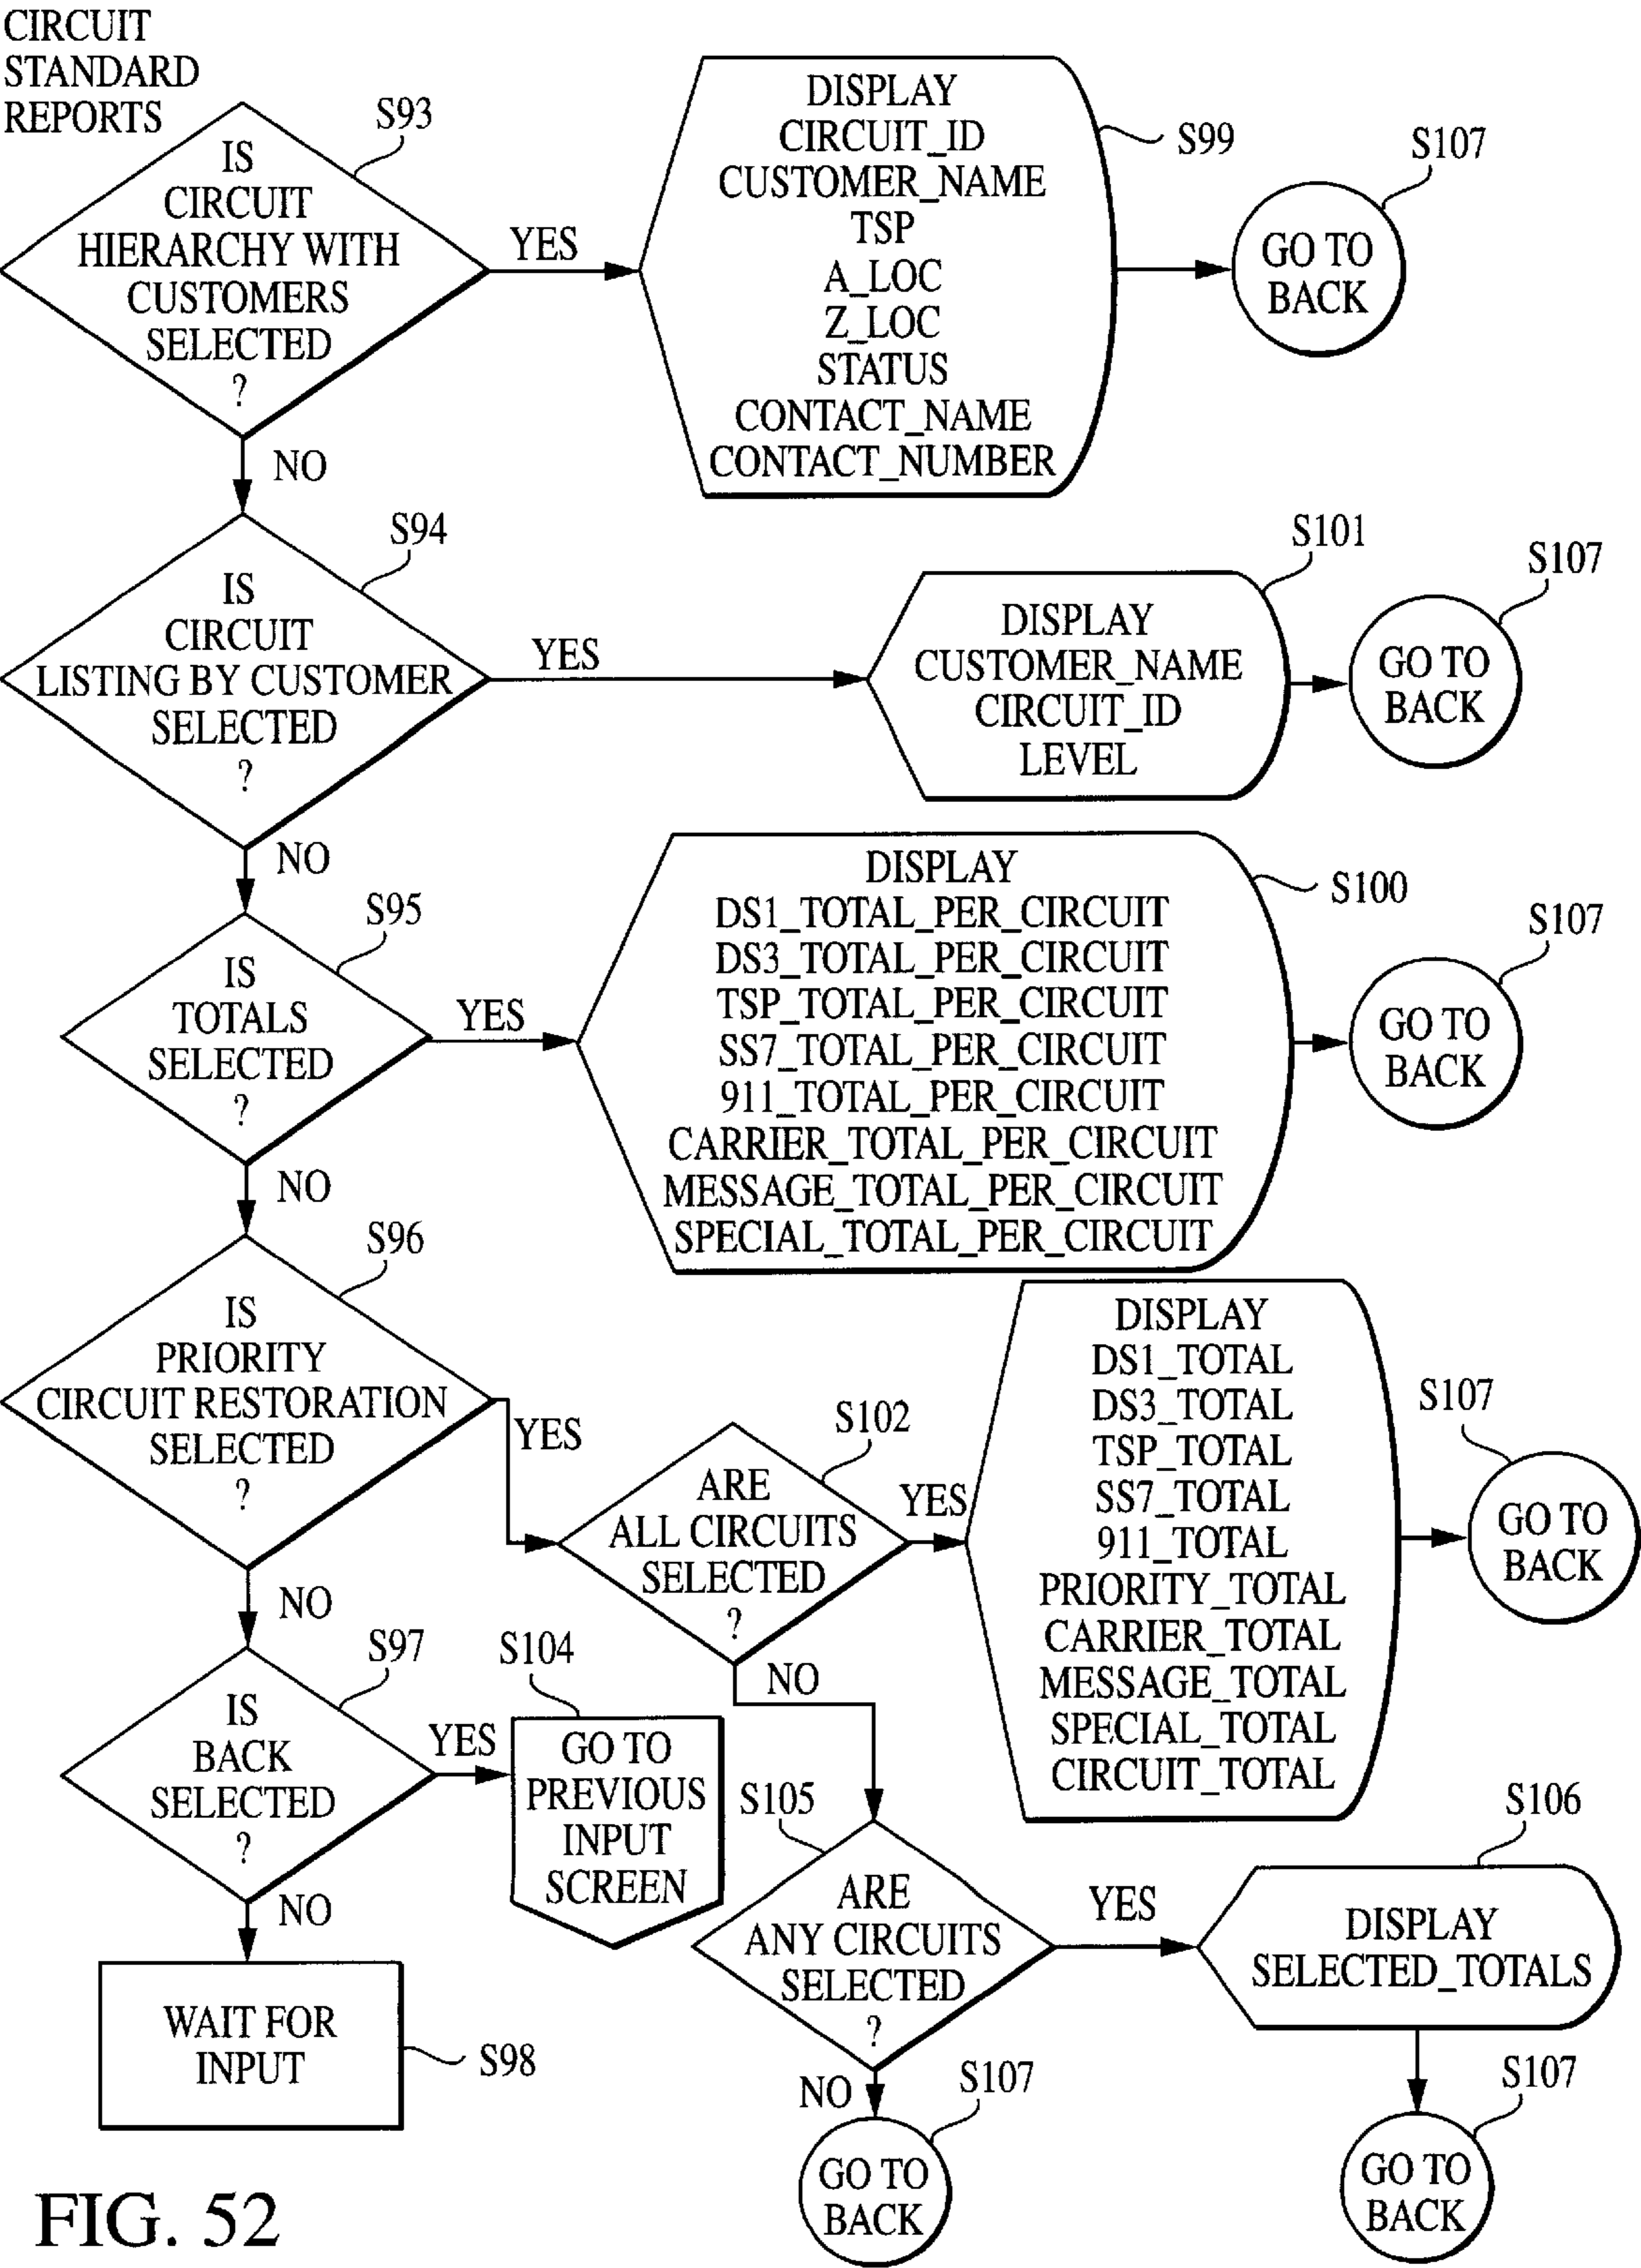 CIRCUIT
STANDARD
REPORTS
S93
IS
CIRCUIT
HIERARCHY WITH
CUSTOMERS
SELECTED
?
YES
NO
DISPLAY
CIRCUIT_ID
CUSTOMER_NAME
TSP
A_LOC
Z_LOC
STATUS
CONTACT_NAME
CONTACT_NUMBER
S99
S107
GO TO
BACK
S94
IS
CIRCUIT
LISTING BY CUSTOMER
SELECTED
?
YES
NO
S101
DISPLAY
CUSTOMER_NAME
CIRCUIT_ID
LEVEL
S107
GO TO
BACK
S95
IS
TOTALS
SELECTED
?
YES
NO
DISPLAY
DS1_TOTAL_PER_CIRCUIT
DS3_TOTAL_PER_CIRCUIT
TSP_TOTAL_PER_CIRCUIT
SS7_TOTAL_PER_CIRCUIT
911_TOTAL_PER_CIRCUIT
CARRIER_TOTAL_PER_CIRCUIT
MESSAGE_TOTAL_PER_CIRCUIT
SPECIAL_TOTAL_PER_CIRCUIT
S100
S107
GO TO
BACK
S96
IS
PRIORITY
CIRCUIT RESTORATION
SELECTED
?
YES
NO
S102
ARE
ALL CIRCUITS
SELECTED
?
YES
NO
DISPLAY
DS1_TOTAL
DS3_TOTAL
TSP_TOTAL
SS7_TOTAL
911_TOTAL
PRIORITY_TOTAL
CARRIER_TOTAL
MESSAGE_TOTAL
SPECIAL_TOTAL
CIRCUIT_TOTAL
S107
GO TO
BACK
S97
IS
BACK
SELECTED
?
YES
NO
S104
GO TO
PREVIOUS
INPUT
SCREEN
S105
ARE
ANY CIRCUITS
SELECTED
?
YES
NO
S106
DISPLAY
SELECTED_TOTALS
WAIT FOR
INPUT
S98
S107
GO TO
BACK
S107
GO TO
BACK
FIG. 52